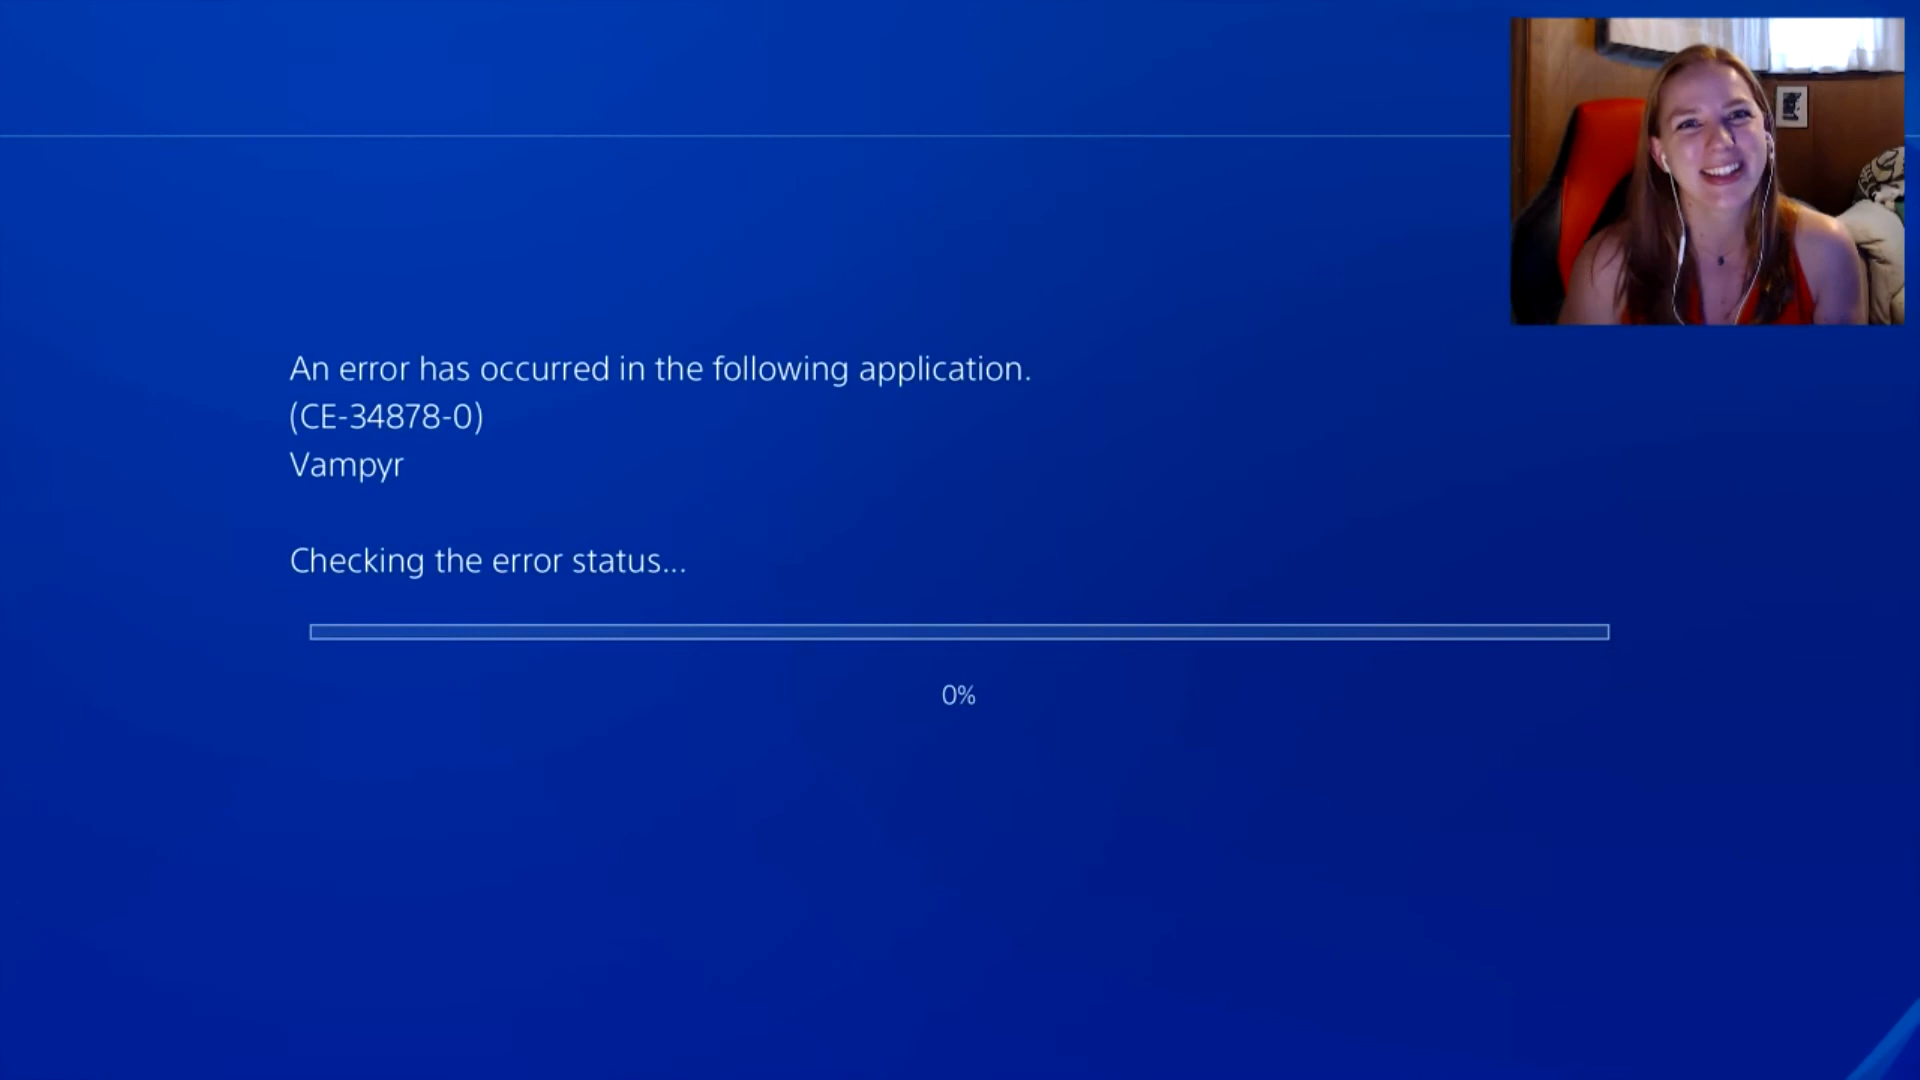 An error has occurred in the following application.
(CE-34878-0)
Vampyr
Checking the error status...
0%